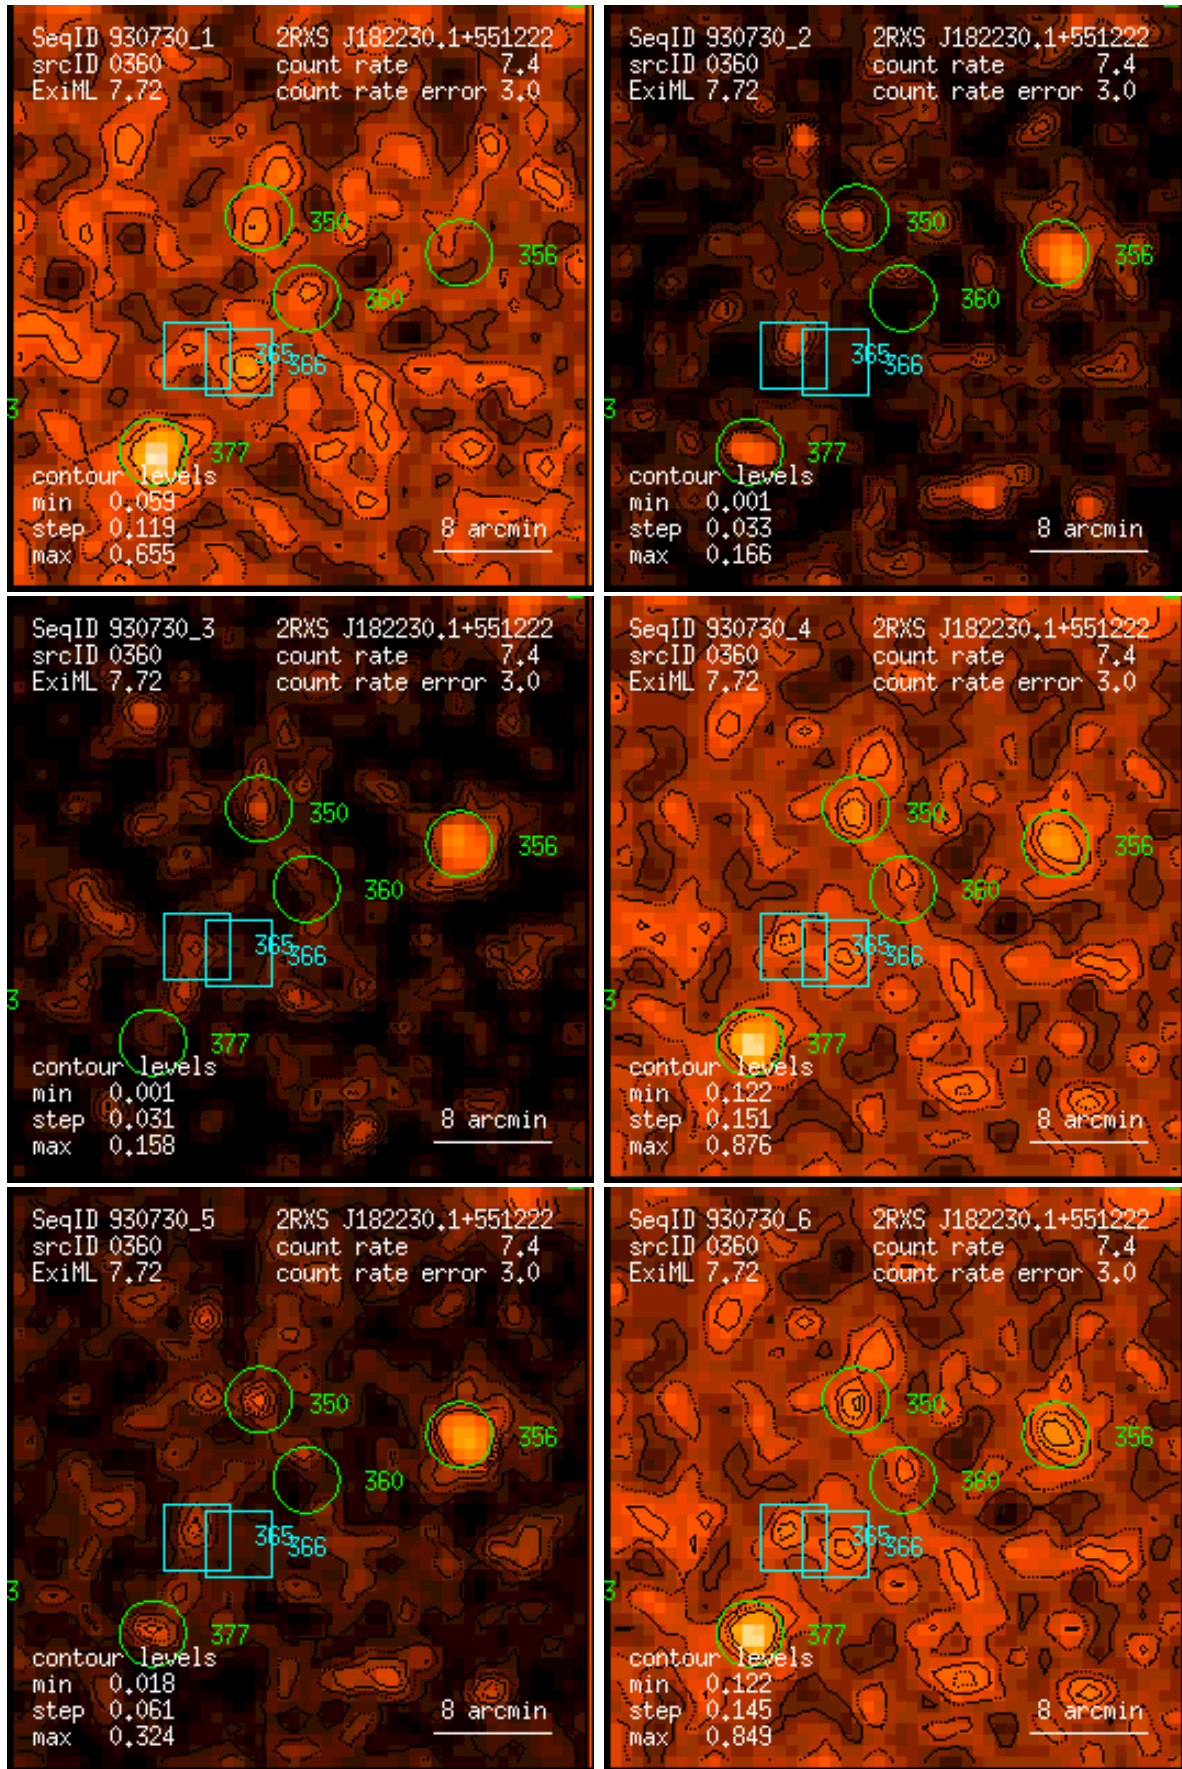 SeqID 930730_1 2RXS J182230.1+551222
srcID 0360 count rate 7.4
ExiML 7.72 count rate error 3.0
350
356
360
365
366
3
377
contour levels
min 0.059
step 0.119 8 arcmin
max 0.655
SeqID 930730_2 2RXS J182230.1+551222
srcID 0360 count rate 7.4
ExiML 7.72 count rate error 3.0
350
356
360
365
366
3
377
contour levels
min 0.001
step 0.033 8 arcmin
max 0.166
SeqID 930730_3 2RXS J182230.1+551222
srcID 0360 count rate 7.4
ExiML 7.72 count rate error 3.0
350
356
360
365
366
3
377
contour levels
min 0.001
step 0.031 8 arcmin
max 0.158
SeqID 930730_4 2RXS J182230.1+551222
srcID 0360 count rate 7.4
ExiML 7.72 count rate error 3.0
350
356
360
365
366
3
377
contour levels
min 0.122
step 0.151 8 arcmin
max 0.876
SeqID 930730_5 2RXS J182230.1+551222
srcID 0360 count rate 7.4
ExiML 7.72 count rate error 3.0
350
356
360
365
366
3
377
contour levels
min 0.018
step 0.061 8 arcmin
max 0.324
SeqID 930730_6 2RXS J182230.1+551222
srcID 0360 count rate 7.4
ExiML 7.72 count rate error 3.0
350
356
360
365
366
3
377
contour levels
min 0.122
step 0.145 8 arcmin
max 0.849